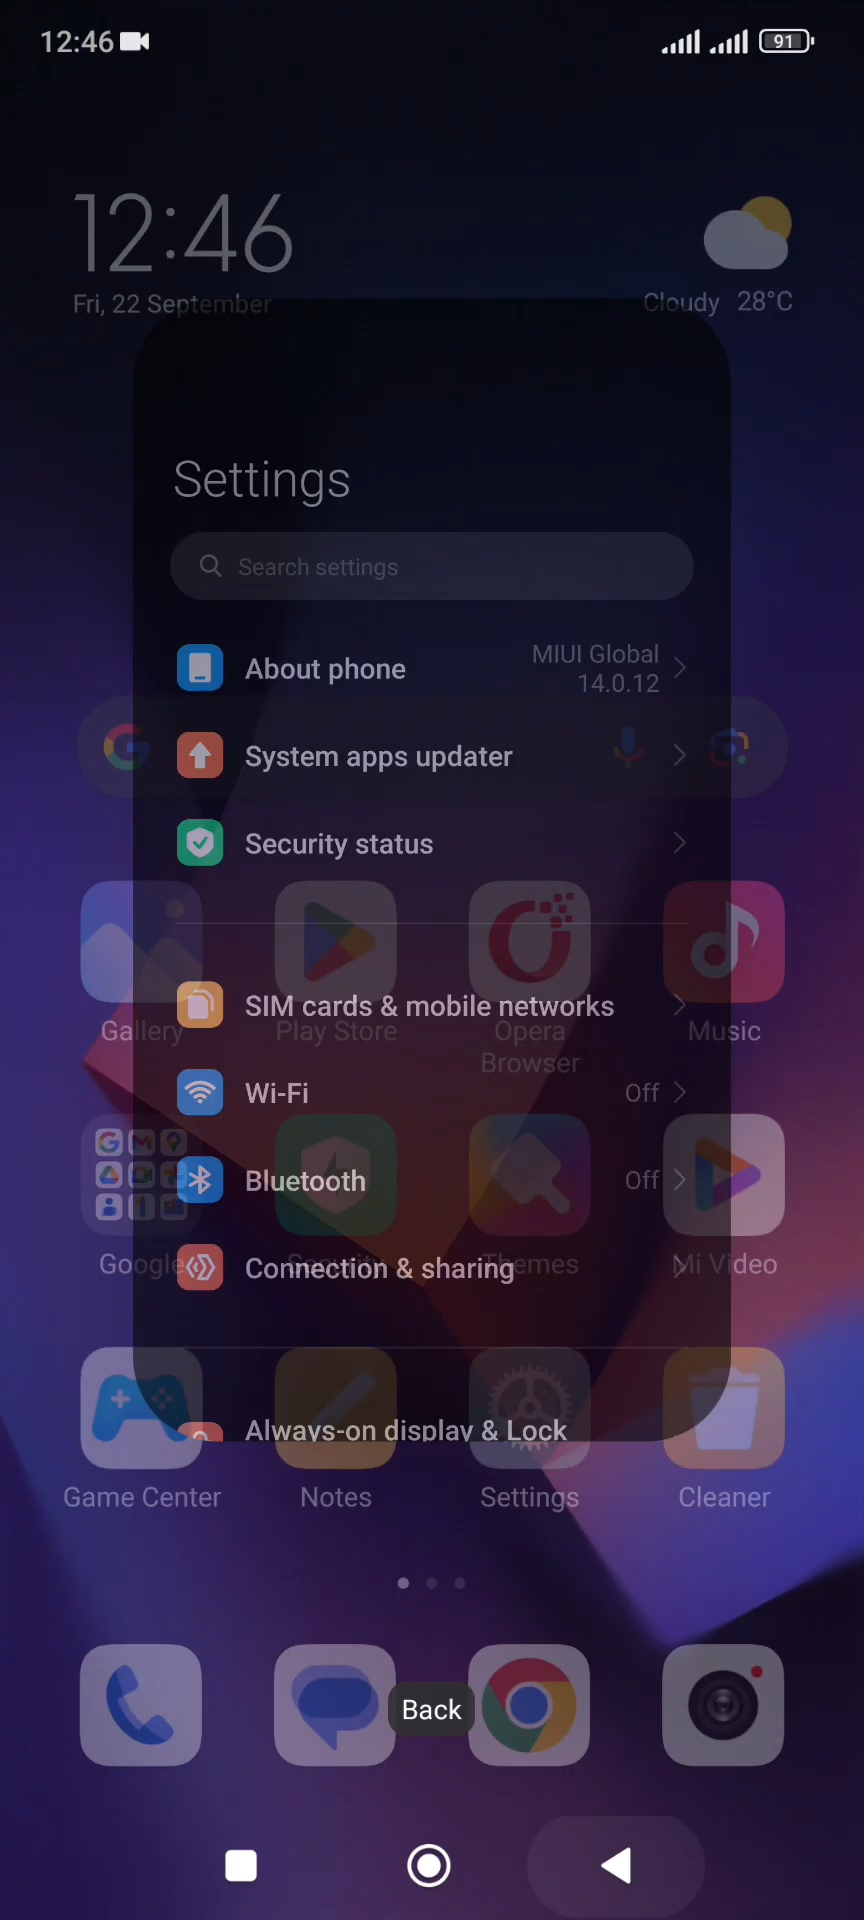 12:46
91
12:46
Fri, 22 September
Cloudy 28°C
Settings
Search settings
About phone
MIUI Global
14.0.12
System apps updater
Security status
SIM cards & mobile networks
Gallery
Play Store
Opera
Browser
Music
Wi-Fi
Off
Bluetooth
Off
Connection & sharing
Google
Security
Themes
Mi Video
Always-on display & Lock
Game Center
Notes
Settings
Cleaner
Back